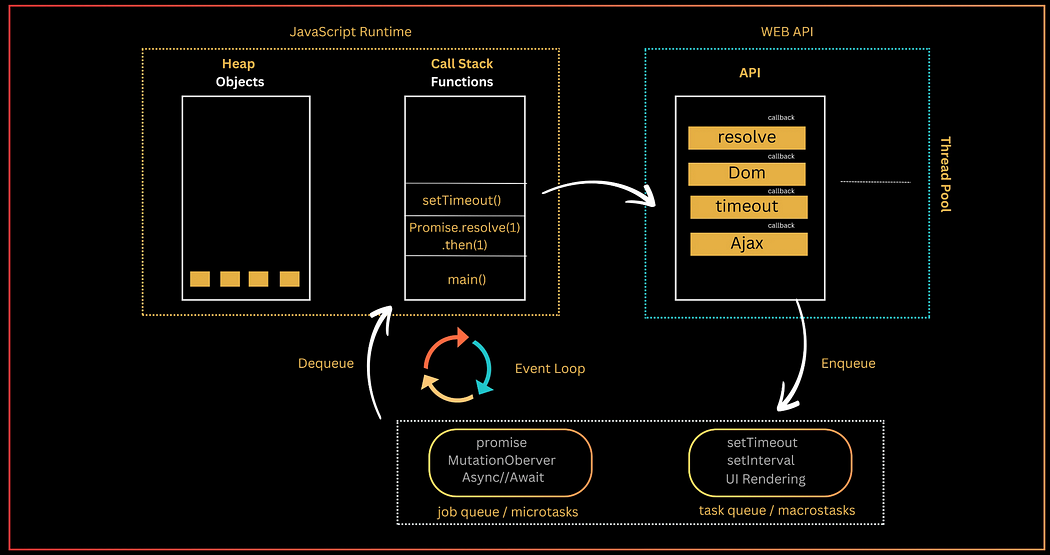 JavaScript Runtime
WEB API
Heap
Objects
Call Stack
Functions
API
setTimeout()
Promise.resolve(1)
.then(1)
main()
callback
resolve
callback
Dom
callback
timeout
callback
Ajax
Thread Pool
Dequeue
Event Loop
Enqueue
promise
MutationOberver
Async//Await
job queue / microtasks
setTimeout
setInterval
UI Rendering
task queue / macrostasks